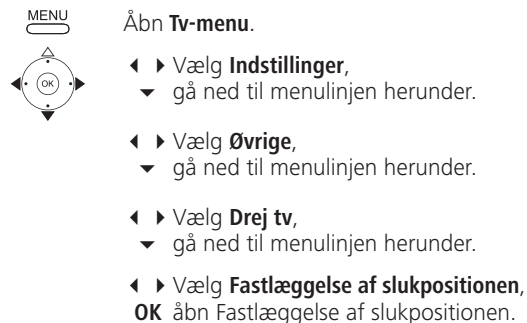 MENU
Åbn Tv-menu.
OK
Vælg Indstillinger,
gå ned til menulinjen herunder.
Vælg Øvrige,
gå ned til menulinjen herunder.
Vælg Drej tv,
gå ned til menulinjen herunder.
Vælg Fastlæggelse af slukpositionen,
OK åbn Fastlæggelse af slukpositionen.